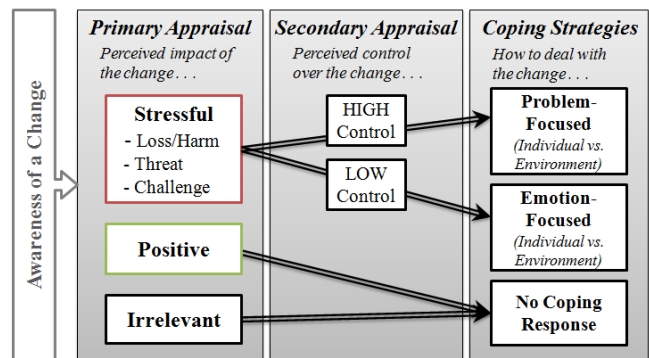 Awareness of a Change
Primary Appraisal
Perceived impact of
the change . . .
Stressful
- Loss/Harm
- Threat
- Challenge
Positive
Irrelevant
Secondary Appraisal
Perceived control
over the change . . .
HIGH
Control
LOW
Control
Coping Strategies
How to deal with
the change . . .
Problem-
Focused
(Individual vs.
Environment)
Emotion-
Focused
(Individual vs.
Environment)
No Coping
Response